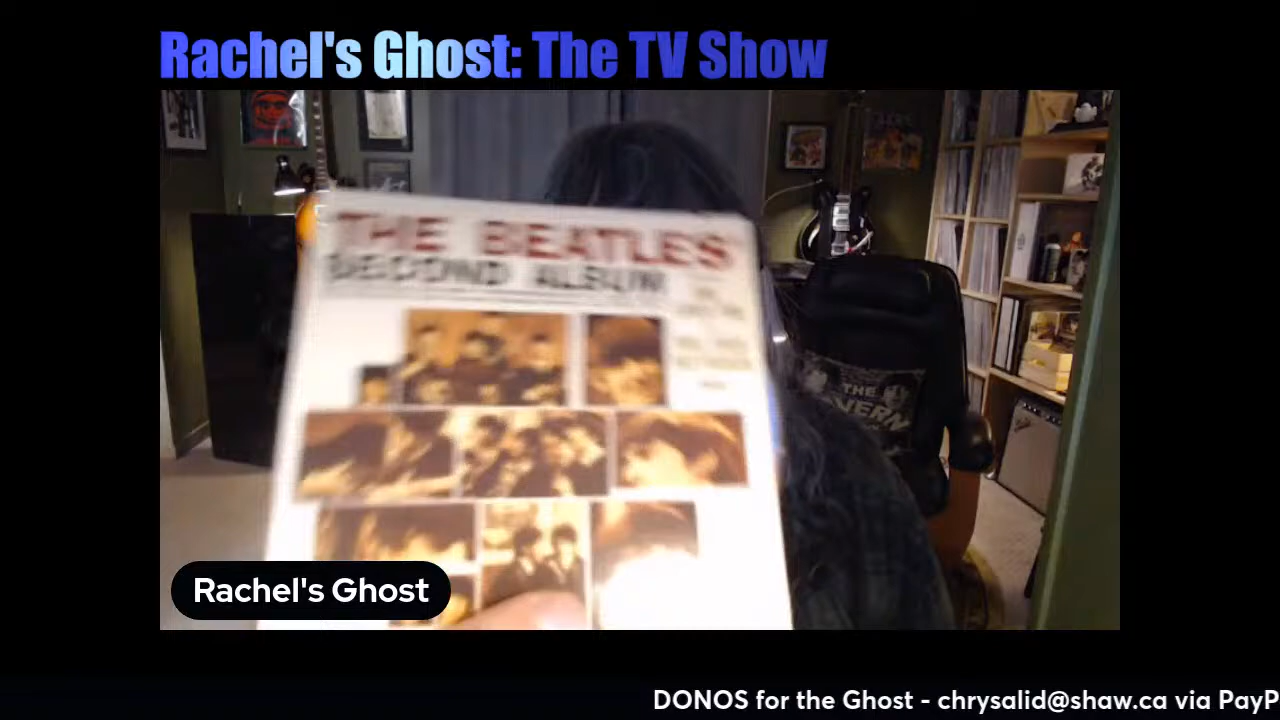 Rachel's Ghost: The TV Show
THE BEATLES'
SECOND ALBUM
THE
Rachel's Ghost
DONOS for the Ghost - chrysalid@shaw.ca via PayP